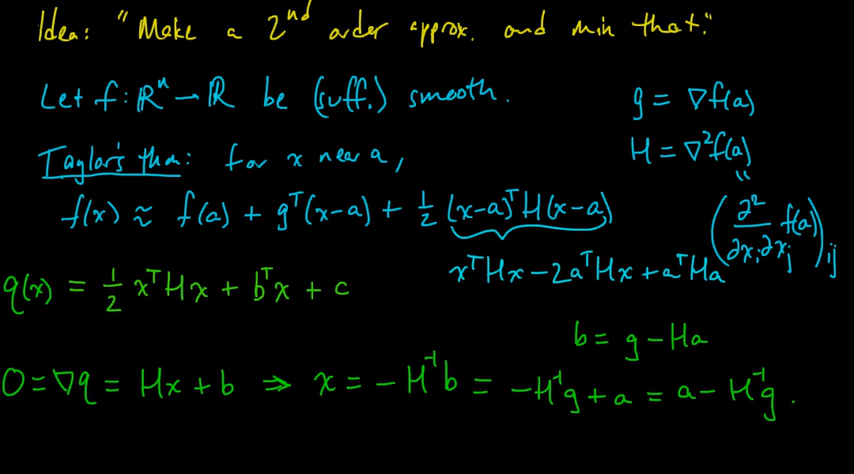 Idea: "Make a 2nd order approx. and min that."
Let f: ℝⁿ → ℝ be (suff.) smooth.
g = ∇f(a)
H = ∇²f(a)
Taylor's thm: For x near a,
f(x) ≈ f(a) + gᵀ(x-a) + 1/2 (x-a)ᵀH(x-a)
(∂²/∂xᵢ∂xⱼ f(a))ᵢⱼ
xᵀHx - 2aᵀHx + aᵀHa
q(x) = 1/2 xᵀHx + bᵀx + c
b = g - Ha
0 = ∇q = Hx + b ⇒ x = -H⁻¹b = -H⁻¹g + a = a - H⁻¹g.